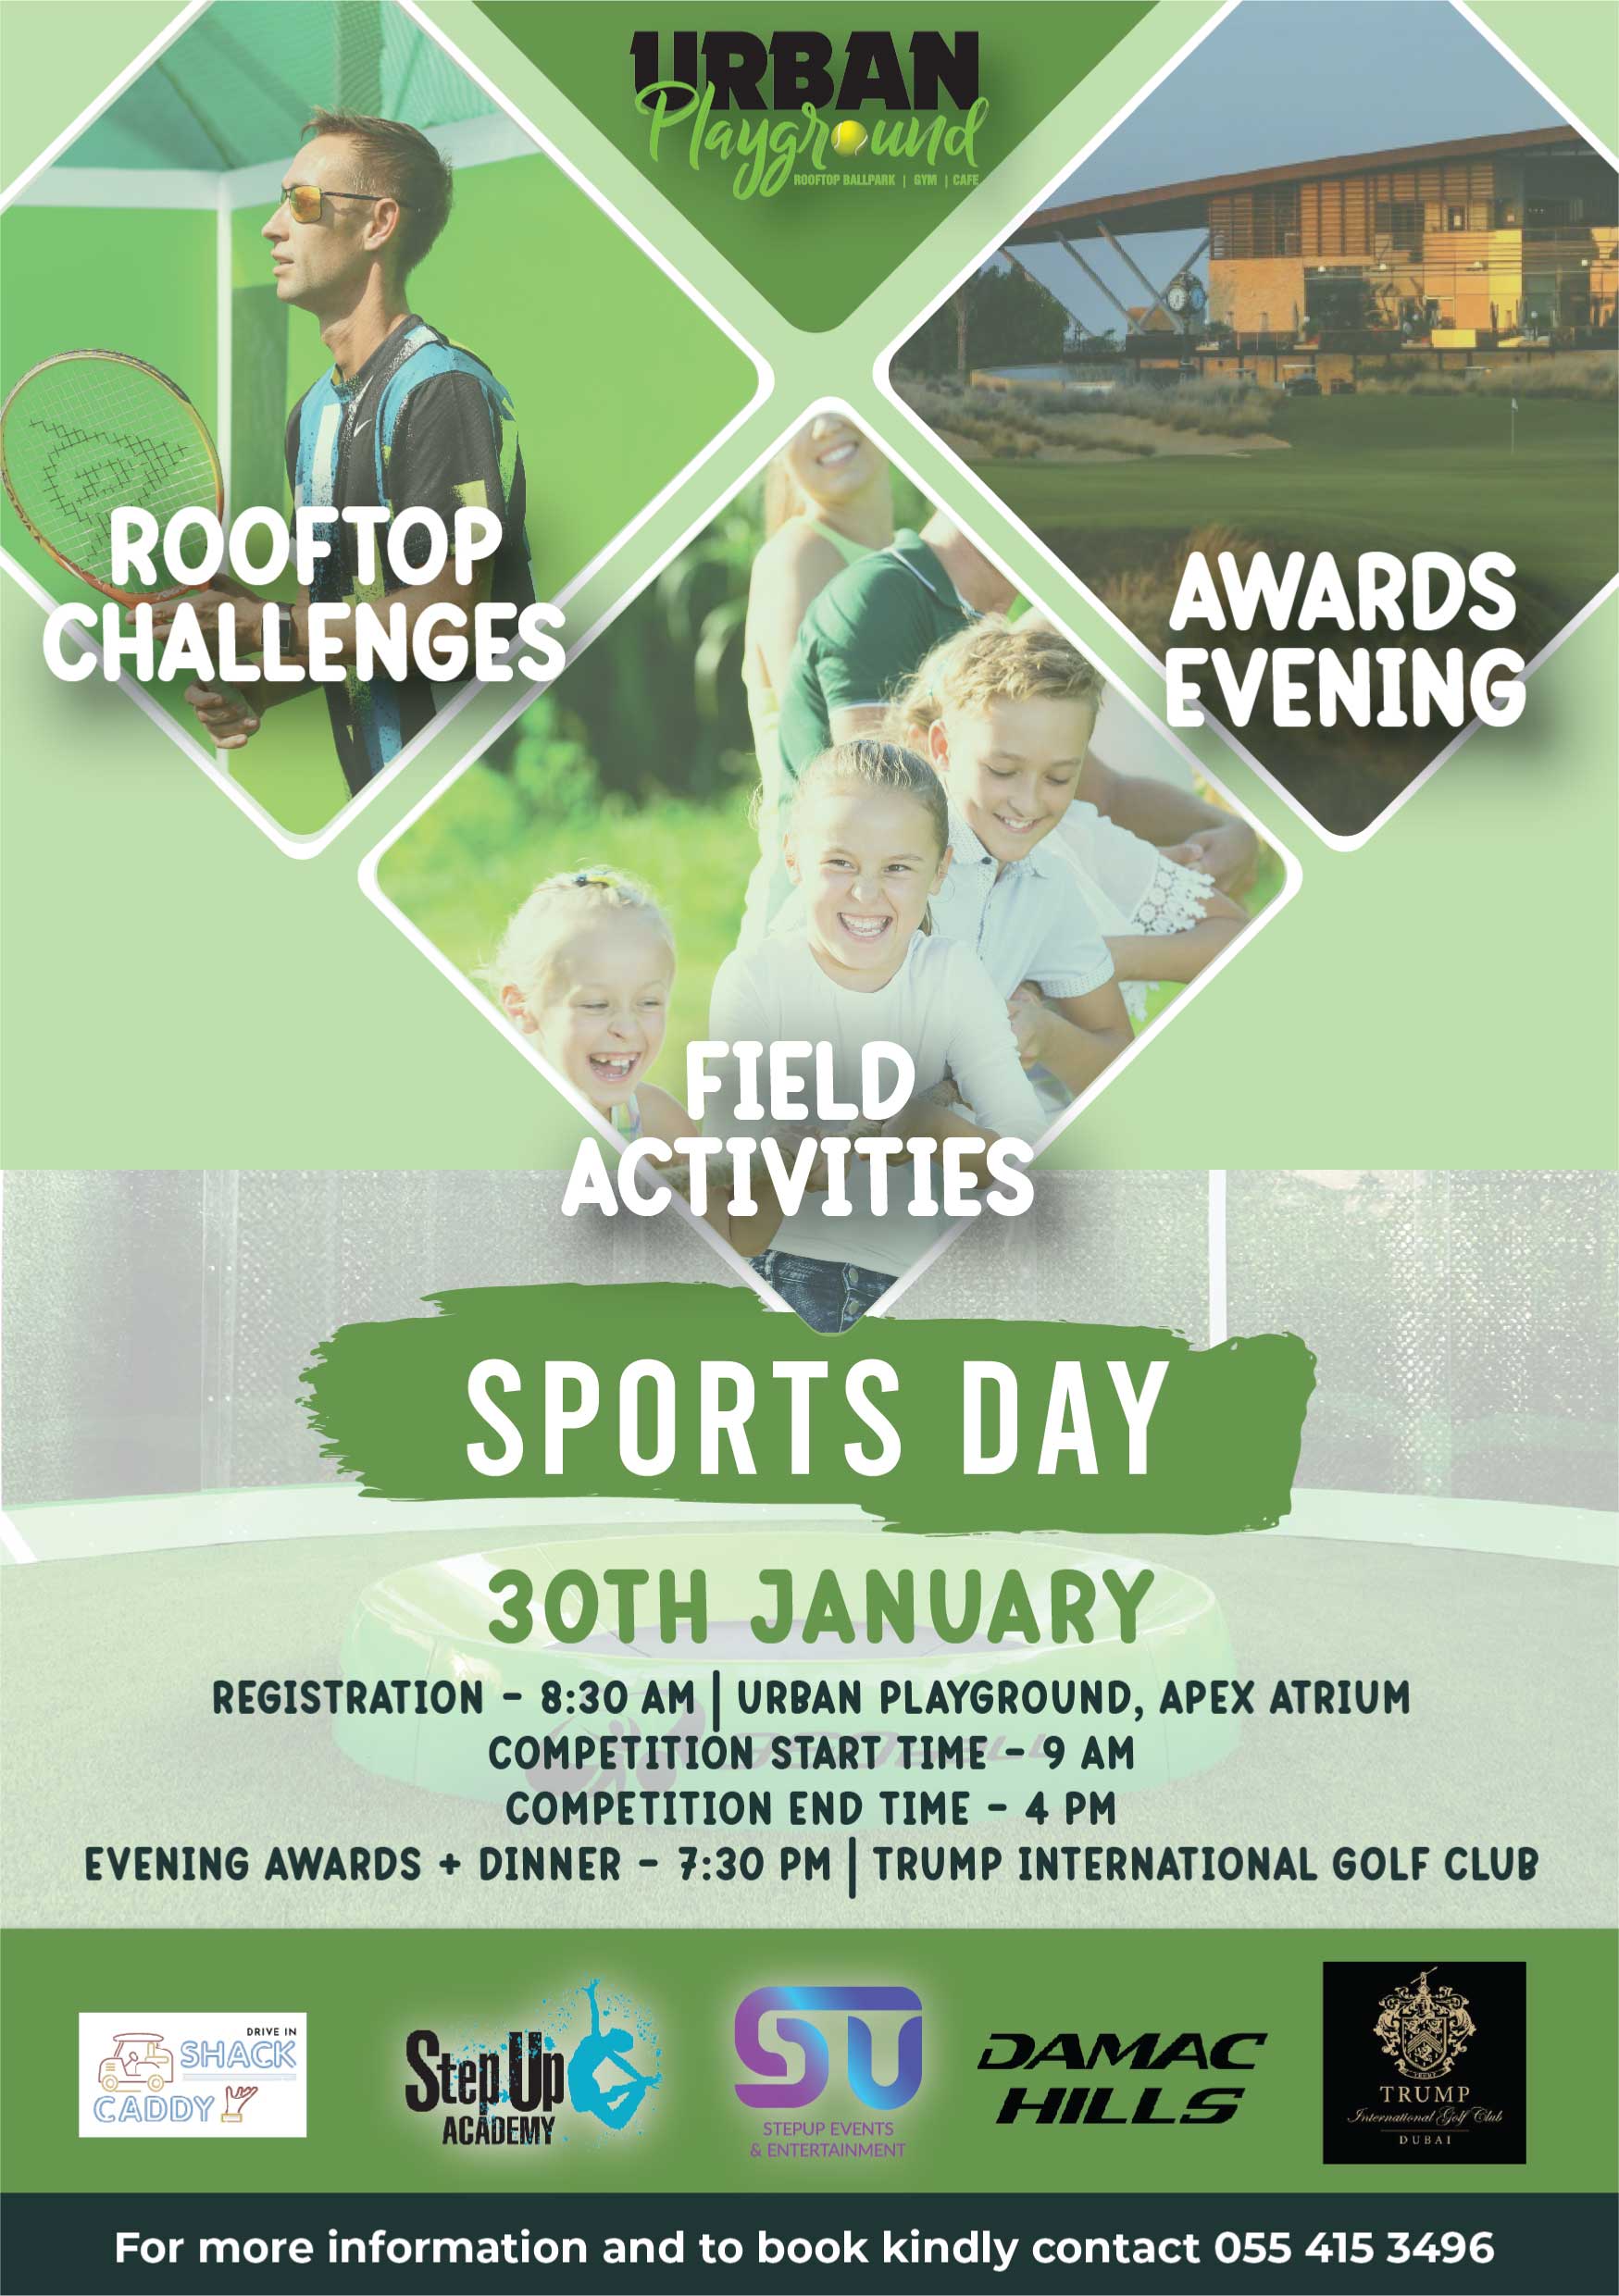 URBAN
Playground
ROOFTOP BALLPARK | GYM | CAFE
ROOFTOP
CHALLENGES
AWARDS
EVENING
FIELD
ACTIVITIES
SPORTS DAY
30TH JANUARY
REGISTRATION - 8:30 AM | URBAN PLAYGROUND, APEX ATRIUM
COMPETITION START TIME - 9 AM
COMPETITION END TIME - 4 PM
EVENING AWARDS + DINNER - 7:30 PM | TRUMP INTERNATIONAL GOLF CLUB
DRIVE IN
SHACK
CADDY
Step Up
ACADEMY
SU
STEPUP EVENTS
& ENTERTAINMENT
DAMAC
HILLS
TRUMP
International Golf Club
DUBAI
For more information and to book kindly contact 055 415 3496